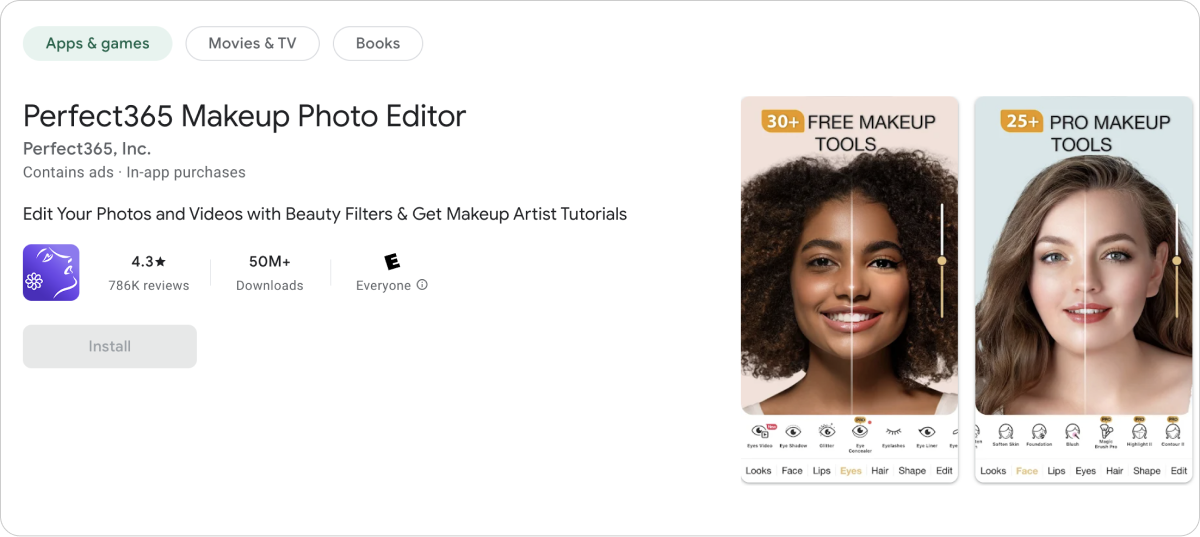 Apps & games
Movies & TV
Books
Perfect365 Makeup Photo Editor
Perfect365, Inc.
Contains ads · In-app purchases
Edit Your Photos and Videos with Beauty Filters & Get Makeup Artist Tutorials
4.3★
786K reviews
50M+
Downloads
E
Everyone
Install
30+ FREE MAKEUP
TOOLS
Eyes Video
Eye Shadow
Glitter
PRO
Eye
Concealer
Eyelashes
Eye Liner
Looks Face Lips Eyes Hair Shape Edit
25+ PRO MAKEUP
TOOLS
Soften Skin
Foundation
Blush
PRO
Magic
Brush Pro
PRO
Highlight II
PRO
Contour II
Looks Face Lips Eyes Hair Shape Edit